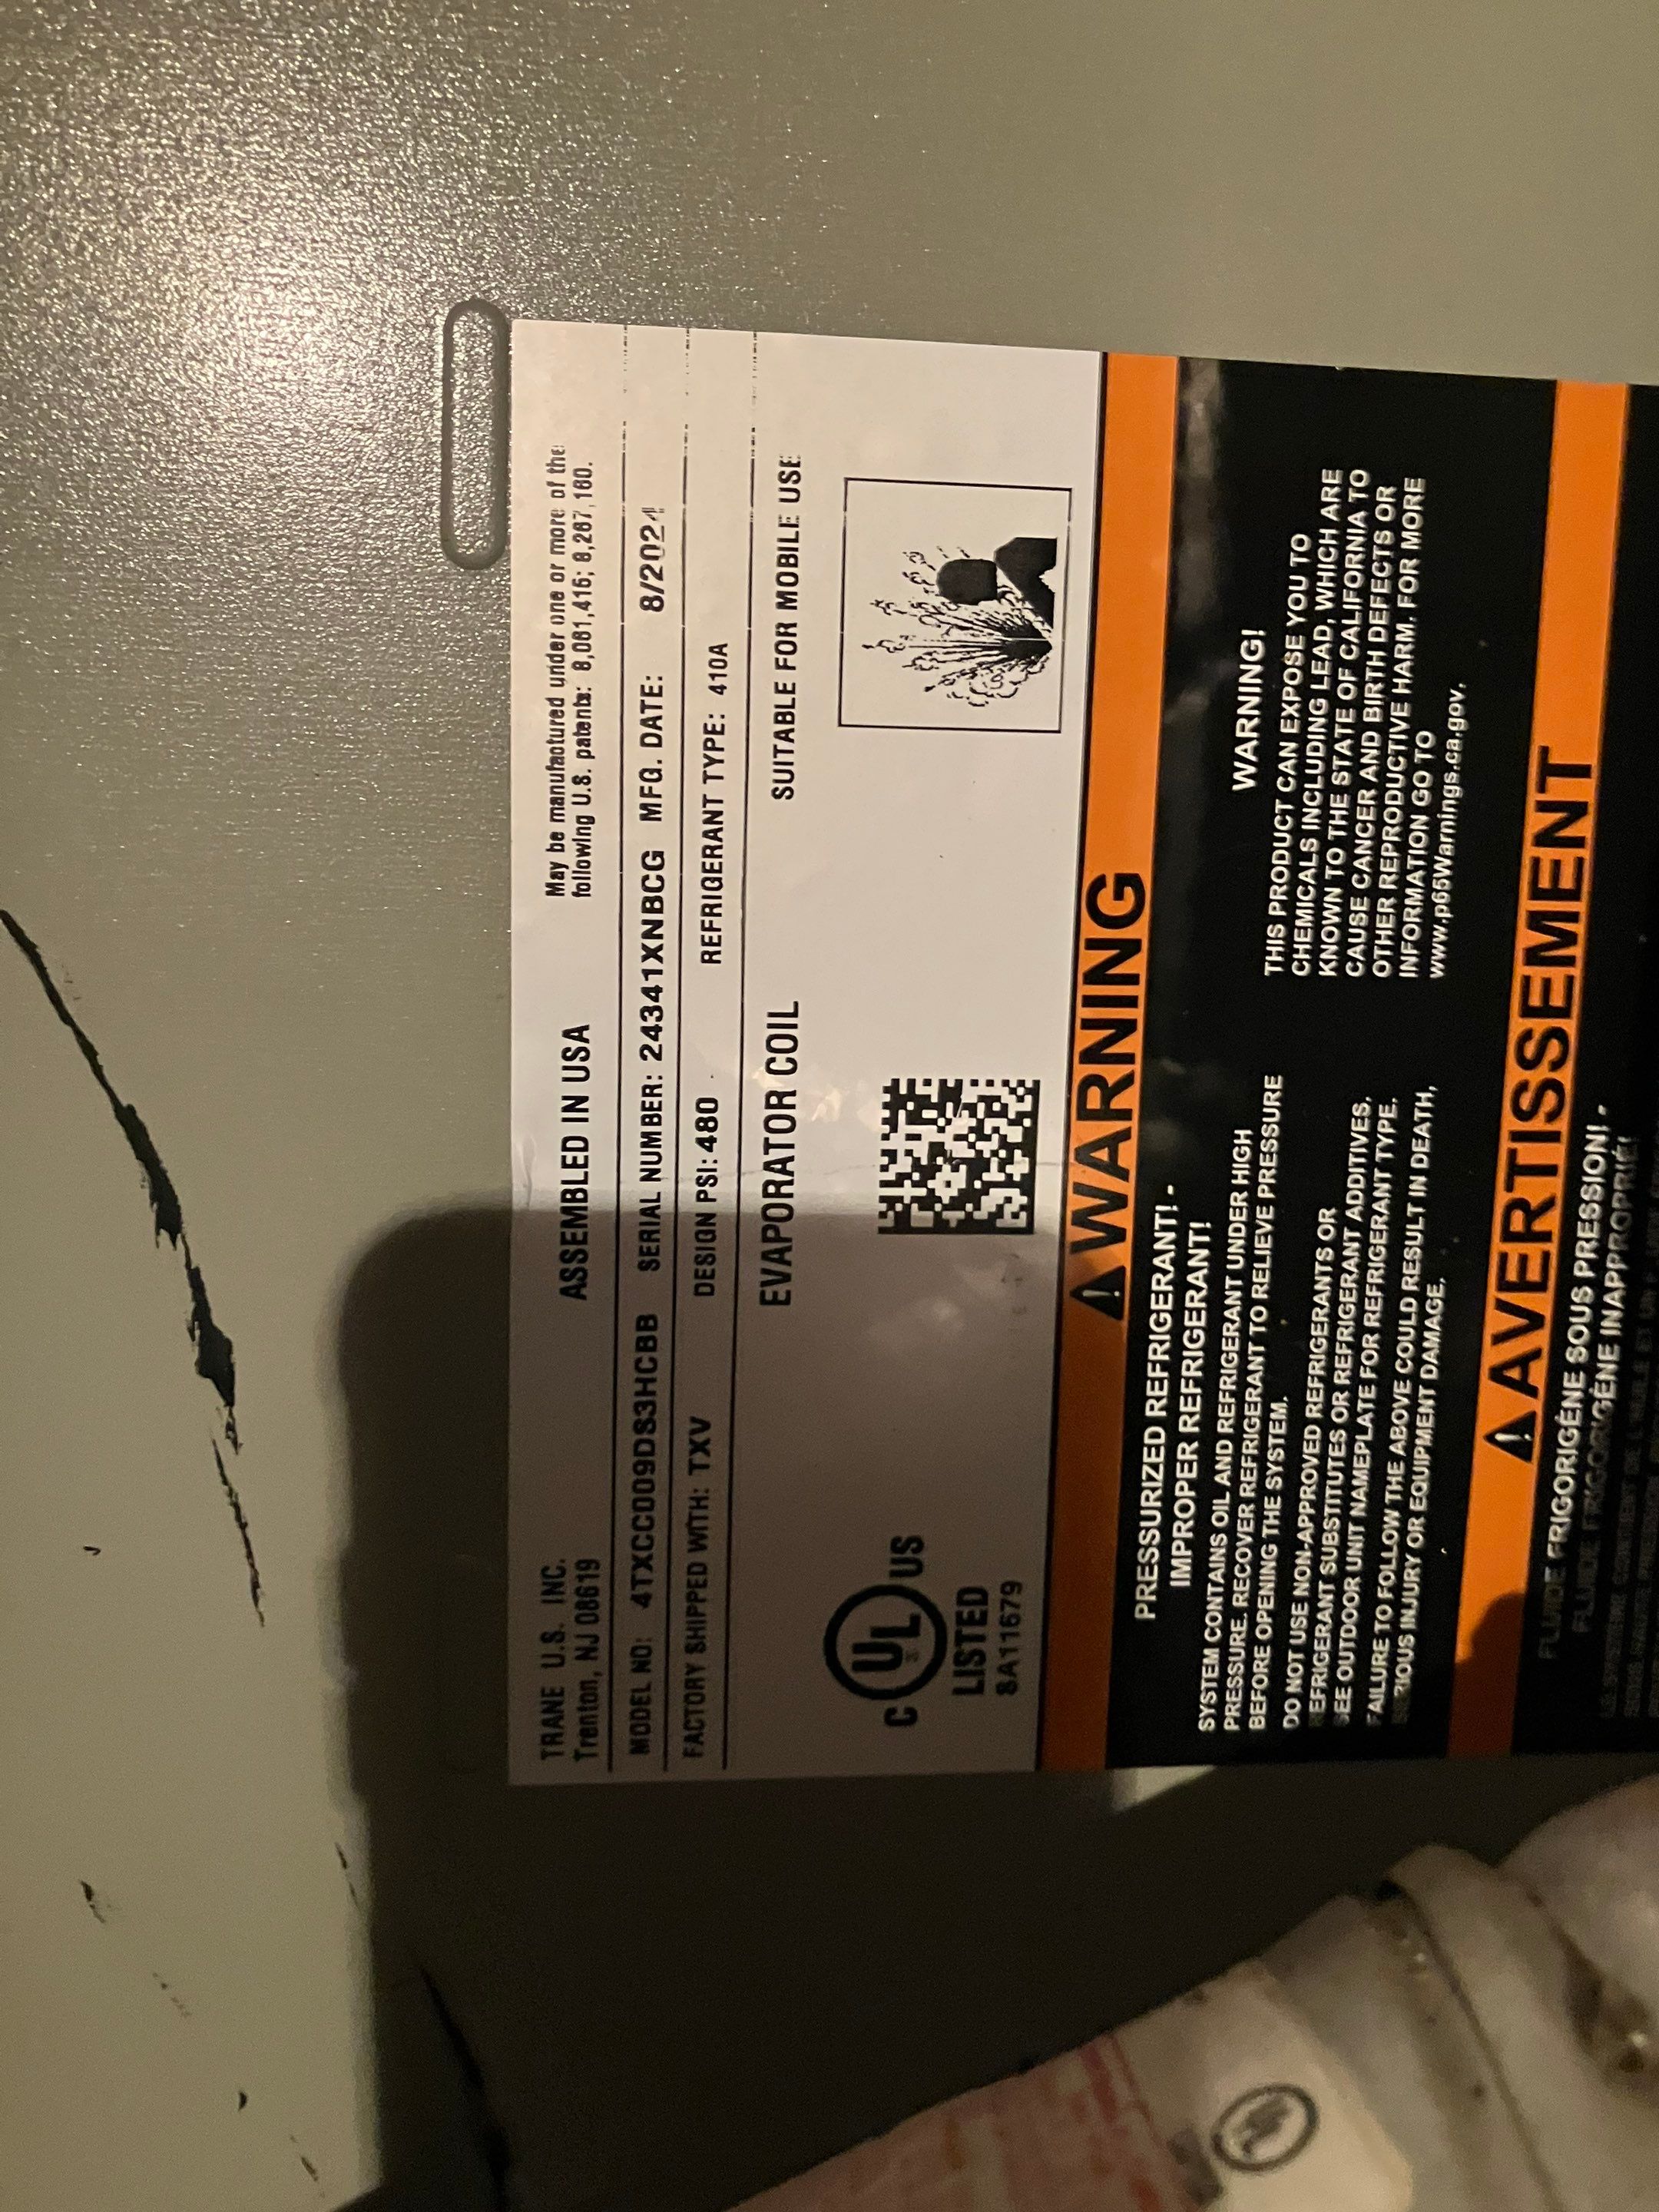 TRANE U.S. INC.
Trenton, NJ 08619
ASSEMBLED IN USA
May be manufactured under one or more of the
following U.S. patents: 8,061,416; 8,267,160.
MODEL NO: 4TXCC009DS3HCBB SERIAL NUMBER: 24341XNBCG MFG. DATE: 8/2024
FACTORY SHIPPED WITH: TXV DESIGN PSI: 480 REFRIGERANT TYPE: 410A
EVAPORATOR COIL SUITABLE FOR MOBILE USE
C UL US
LISTED
8A11679
⚠WARNING
PRESSURIZED REFRIGERANT! -
IMPROPER REFRIGERANT!
SYSTEM CONTAINS OIL AND REFRIGERANT UNDER HIGH
PRESSURE. RECOVER REFRIGERANT TO RELIEVE PRESSURE
BEFORE OPENING THE SYSTEM.
DO NOT USE NON-APPROVED REFRIGERANTS OR
REFRIGERANT SUBSTITUTES OR REFRIGERANT ADDITIVES.
SEE OUTDOOR UNIT NAMEPLATE FOR REFRIGERANT TYPE.
FAILURE TO FOLLOW THE ABOVE COULD RESULT IN DEATH,
SERIOUS INJURY OR EQUIPMENT DAMAGE.
WARNING!
THIS PRODUCT CAN EXPOSE YOU TO
CHEMICALS INCLUDING LEAD, WHICH ARE
KNOWN TO THE STATE OF CALIFORNIA TO
CAUSE CANCER AND BIRTH DEFECTS OR
OTHER REPRODUCTIVE HARM. FOR MORE
INFORMATION GO TO
www.p65Warnings.ca.gov.
⚠AVERTISSEMENT
FLUIDE FRIGORIGÈNE SOUS PRESSION! -
FLUIDE FRIGORIGÈNE INAPPROPRIÉ!